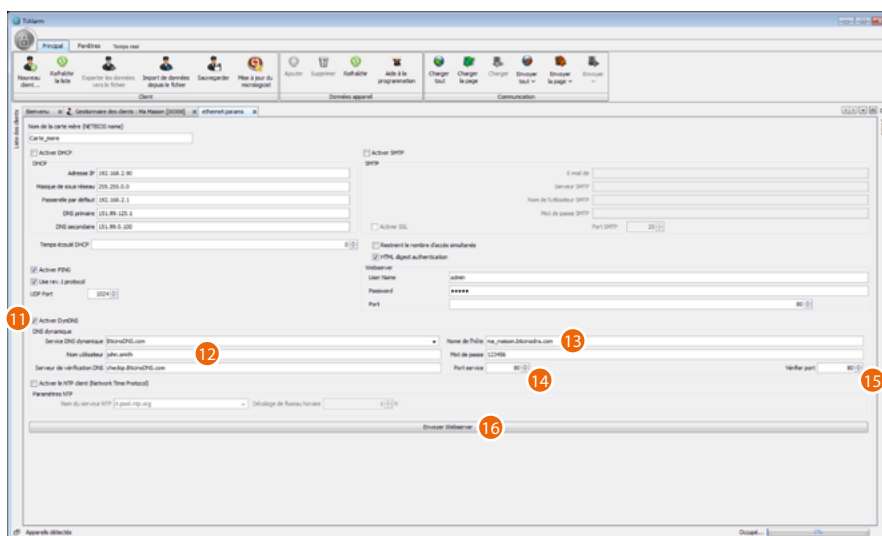 TiAlarm
Principal Fenêtres Temps réel
Nouveau client... Rafraîchir la liste Exporter les données vers le fichier Import de données depuis le fichier Sauvegarder Mise à jour du micrologiciel Ajouter Supprimer Rafraîchir Aide à la programmation Charger tout Charger la page Charger Envoyer tout Envoyer la page Envoyer
Client Données appareil Communication
Liste des clients
Bienvenu x Gestionnaire des clients : Ma Maison [00008] x ethernet params x
Nom de la carte mère (NETBIOS name)
Carte_mere
Activer DHCP Activer SMTP
DHCP SMTP
Adresse IP 192.168.2.90 E-mail de
Masque de sous réseau 255.255.0.0 Serveur SMTP
Passerelle par défaut 192.168.2.1 Nom de l'utilisateur SMTP
DNS primaire 151.99.125.1 Mot de passe SMTP
DNS secondaire 151.99.0.100 Activer SSL Port SMTP 25
Temps écoulé DHCP 0 Restreint le nombre d'accès simultanés
HTML digest authentication
Activer PING Webserver
Use rev.1 protocol User Name admin
UDP Port 1024 Password •••••
Port 80
11 Activer DynDNS
DNS dynamique
Service DNS dynamique BticinoDNS.com Nome de l'hôte ma_maison.bticinodns.com 13
Nom utilisateur john.smith 12 Mot de passe 123456
Serveur de vérification DNS checkip.BticinoDNS.com Port service 80 14 Vérifier port 80 15
Activer le NTP client (Network Time Protocol)
Paramètres NTP
Nom du serveur NTP it.pool.ntp.org Décalage de fuseau horaire h
Envoyer Webserver 16
Appareils détectés Occupé... 0%